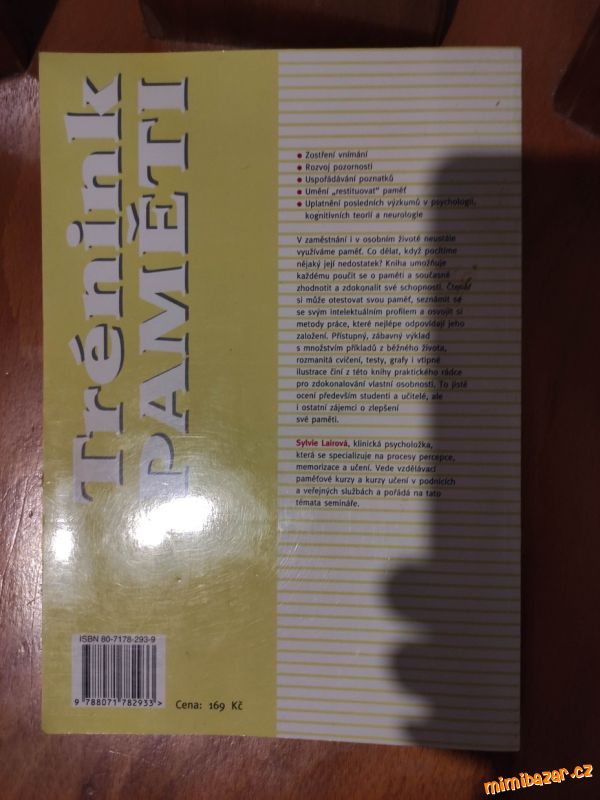 Trénink
PAMĚTI
● Zostření vnímání
● Rozvoj pozornosti
● Uspořádávání poznatků
● Umění „restituovat" paměť
● Uplatnění posledních výzkumů v psychologii,
kognitivních teorií a neurologie
V zaměstnání i v osobním životě neustále
využíváme paměť. Co dělat, když pocítíme
nějaký její nedostatek? Kniha umožňuje
každému poučit se o paměti a současně
zhodnotit a zdokonalit své schopnosti. Čtenář
si může otestovat svou paměť, seznámit se
se svým intelektuálním profilem a osvojit si
metody práce, které nejlépe odpovídají jeho
založení. Přístupný, zábavný výklad
s množstvím příkladů z běžného života,
rozmanitá cvičení, testy, grafy i vtipné
ilustrace činí z této knihy praktického rádce
pro zdokonalování vlastní osobnosti. To jistě
ocení především studenti a učitelé, ale
i ostatní zájemci o zlepšení
své paměti.
Sylvie Lairová, klinická psycholožka,
která se specializuje na procesy percepce,
memorizace a učení. Vede vzdělávací
paměťové kurzy a kurzy učení v podnicích
a veřejných službách a pořádá na tato
témata semináře.
ISBN 80-7178-293-9
9 788071 782933 >
Cena: 169 Kč
mimibazar.cz